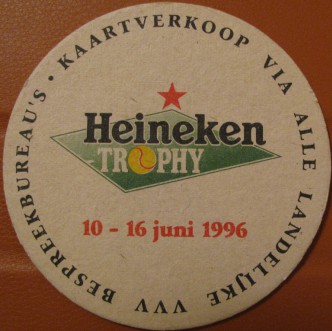 KAARTVERKOOP VIA ALLE LANDELIJKE VVV BESPREEKBUREAU'S •
Heineken
TROPHY
10 - 16 juni 1996